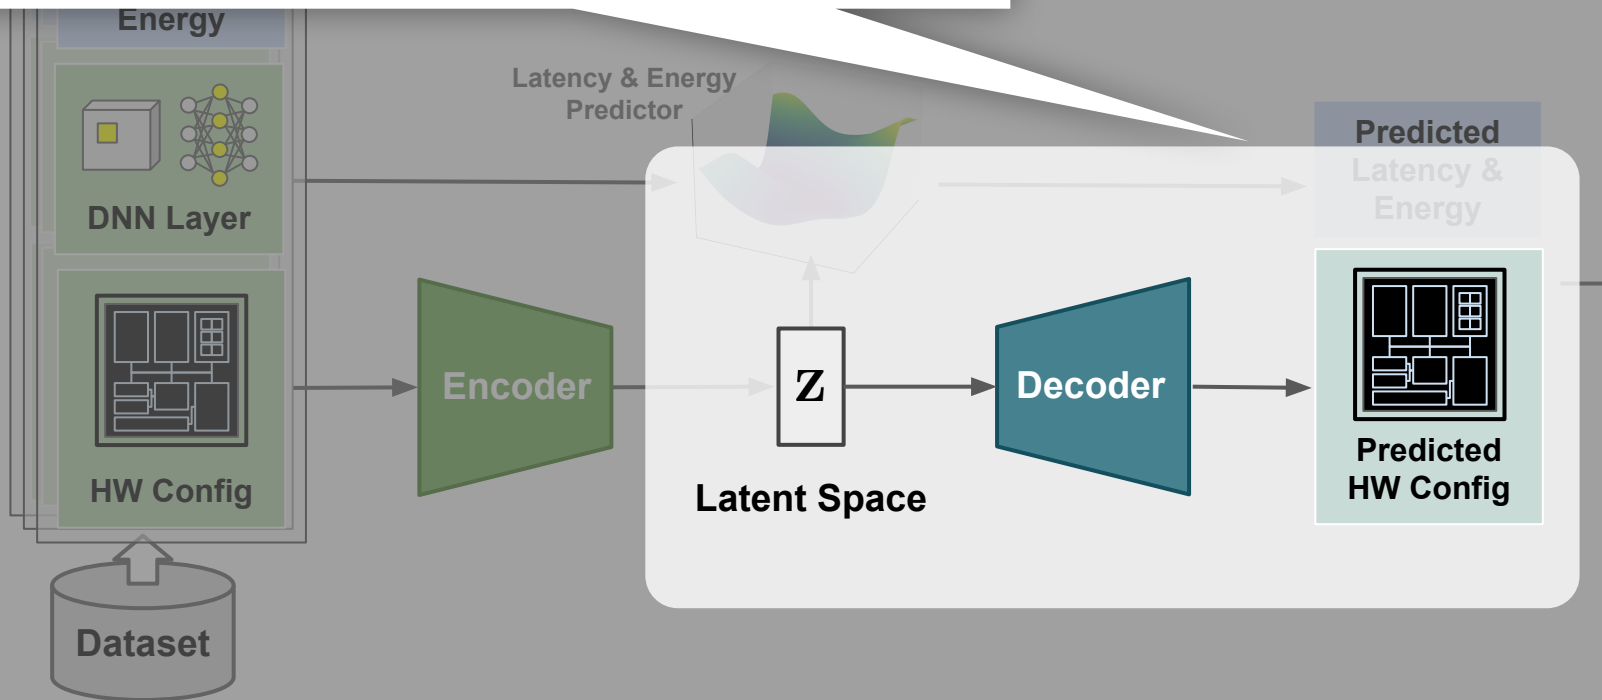 Energy
DNN Layer
HW Config
Dataset
Latency & Energy
Predictor
Encoder
Z
Latent Space
Decoder
Predicted
Latency &
Energy
Predicted
HW Config